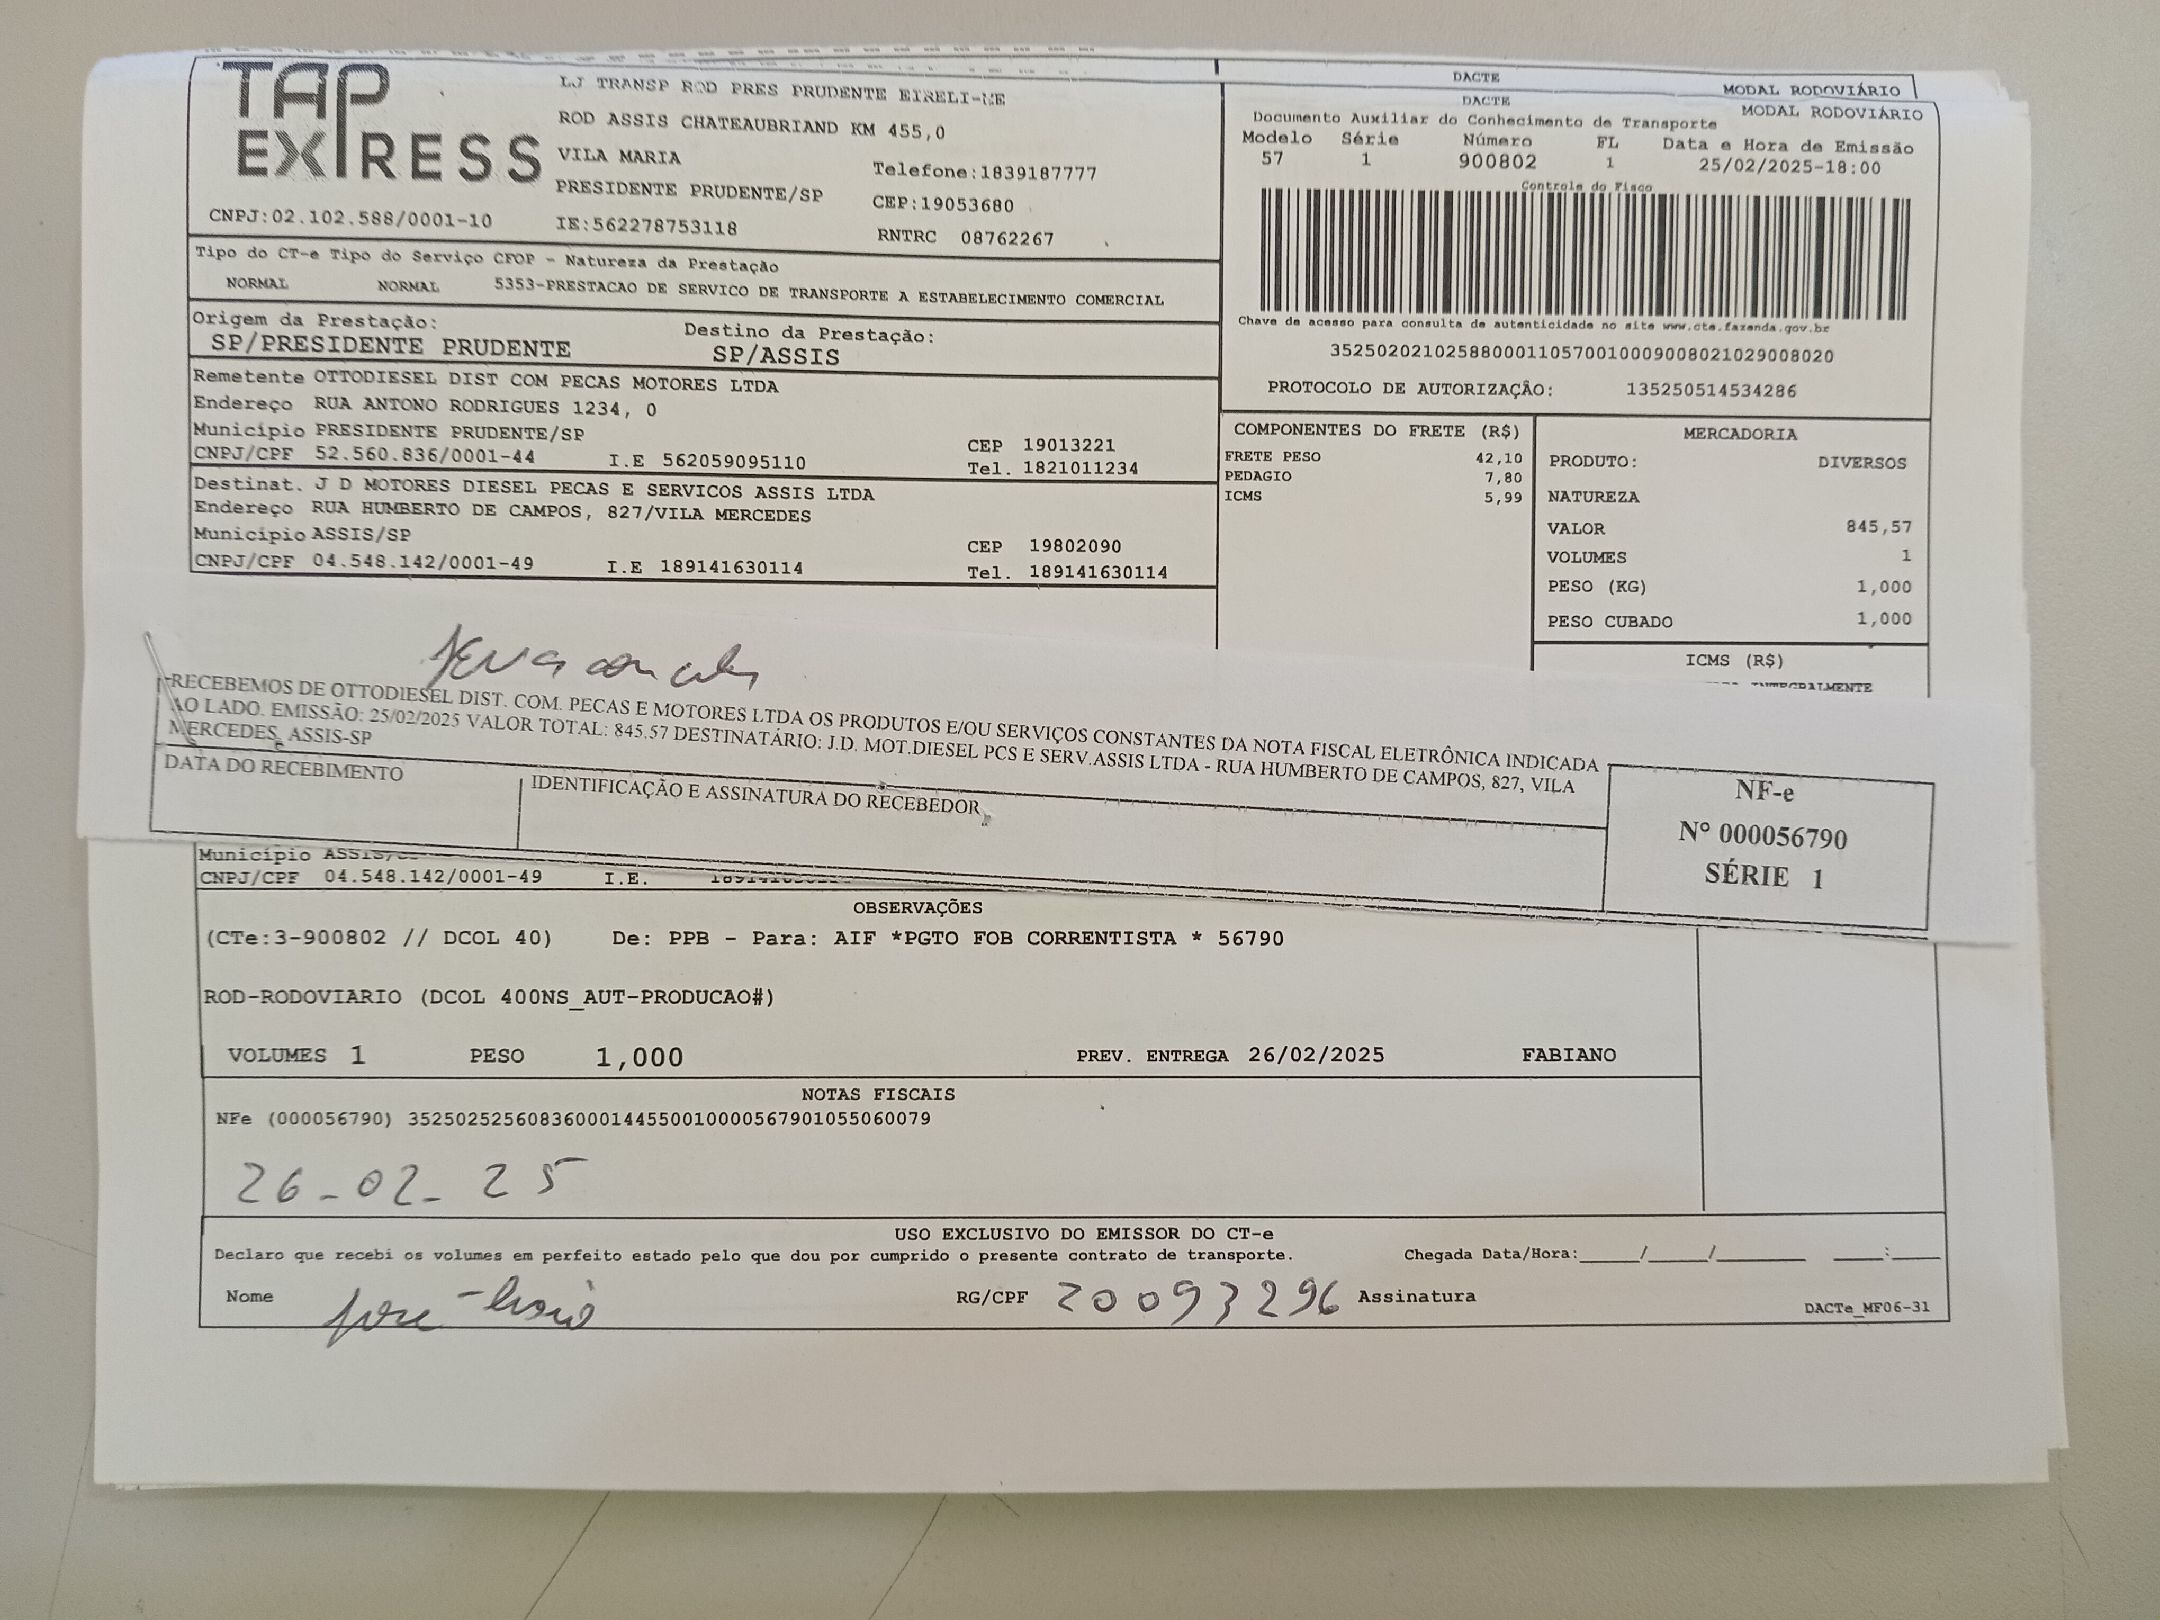 TAP
EXPRESS
LJ TRANSP ROD PRES PRUDENTE EIRELI-ME
ROD ASSIS CHATEAUBRIAND KM 455,0
VILA MARIA
Telefone:1839187777
PRESIDENTE PRUDENTE/SP
CEP:19053680
CNPJ:02.102.588/0001-10
IE:562278753118
RNTRC 08762267
DACTE
MODAL RODOVIÁRIO
DACTE
MODAL RODOVIÁRIO
Documento Auxiliar do Conhecimento de Transporte
Modelo Série Número FL Data e Hora de Emissão
57 1 900802 1 25/02/2025-18:00
Controle do Fisco
Chave de acesso para consulta de autenticidade no site www.cte.fazenda.gov.br
35250202102588000110570010009008021029008020
PROTOCOLO DE AUTORIZAÇÃO: 135250514534286
Tipo do CT-e Tipo do Serviço CFOP - Natureza da Prestação
NORMAL NORMAL 5353-PRESTACAO DE SERVICO DE TRANSPORTE A ESTABELECIMENTO COMERCIAL
Origem da Prestação: Destino da Prestação:
SP/PRESIDENTE PRUDENTE SP/ASSIS
Remetente OTTODIESEL DIST COM PECAS MOTORES LTDA
Endereço RUA ANTONO RODRIGUES 1234, 0
Município PRESIDENTE PRUDENTE/SP CEP 19013221
CNPJ/CPF 52.560.836/0001-44 I.E 562059095110 Tel. 1821011234
Destinat. J D MOTORES DIESEL PECAS E SERVICOS ASSIS LTDA
Endereço RUA HUMBERTO DE CAMPOS, 827/VILA MERCEDES
Município ASSIS/SP CEP 19802090
CNPJ/CPF 04.548.142/0001-49 I.E 189141630114 Tel. 189141630114
COMPONENTES DO FRETE (R$)
FRETE PESO 42,10
PEDAGIO 7,80
ICMS 5,99
MERCADORIA
PRODUTO: DIVERSOS
NATUREZA
VALOR 845,57
VOLUMES 1
PESO (KG) 1,000
PESO CUBADO 1,000
ICMS (R$)
INTEGRALMENTE
RECEBEMOS DE OTTODIESEL DIST. COM. PECAS E MOTORES LTDA OS PRODUTOS E/OU SERVIÇOS CONSTANTES DA NOTA FISCAL ELETRÔNICA INDICADA
AO LADO. EMISSÃO: 25/02/2025 VALOR TOTAL: 845.57 DESTINATÁRIO: J.D. MOT.DIESEL PCS E SERV.ASSIS LTDA - RUA HUMBERTO DE CAMPOS, 827, VILA
MERCEDES, ASSIS-SP
DATA DO RECEBIMENTO
IDENTIFICAÇÃO E ASSINATURA DO RECEBEDOR
NF-e
Nº 000056790
SÉRIE 1
Município ASSIS/
CNPJ/CPF 04.548.142/0001-49 I.E.
OBSERVAÇÕES
(CTe:3-900802 // DCOL 40) De: PPB - Para: AIF *PGTO FOB CORRENTISTA * 56790
ROD-RODOVIARIO (DCOL 400NS_AUT-PRODUCAO#)
VOLUMES 1 PESO 1,000 PREV. ENTREGA 26/02/2025 FABIANO
NOTAS FISCAIS
NFe (000056790) 35250252560836000144550010000567901055060079
26-02-25
USO EXCLUSIVO DO EMISSOR DO CT-e
Declaro que recebi os volumes em perfeito estado pelo que dou por cumprido o presente contrato de transporte. Chegada Data/Hora:____/____/______ ___:___
Nome RG/CPF 20093296 Assinatura
DACTe_MF06-31